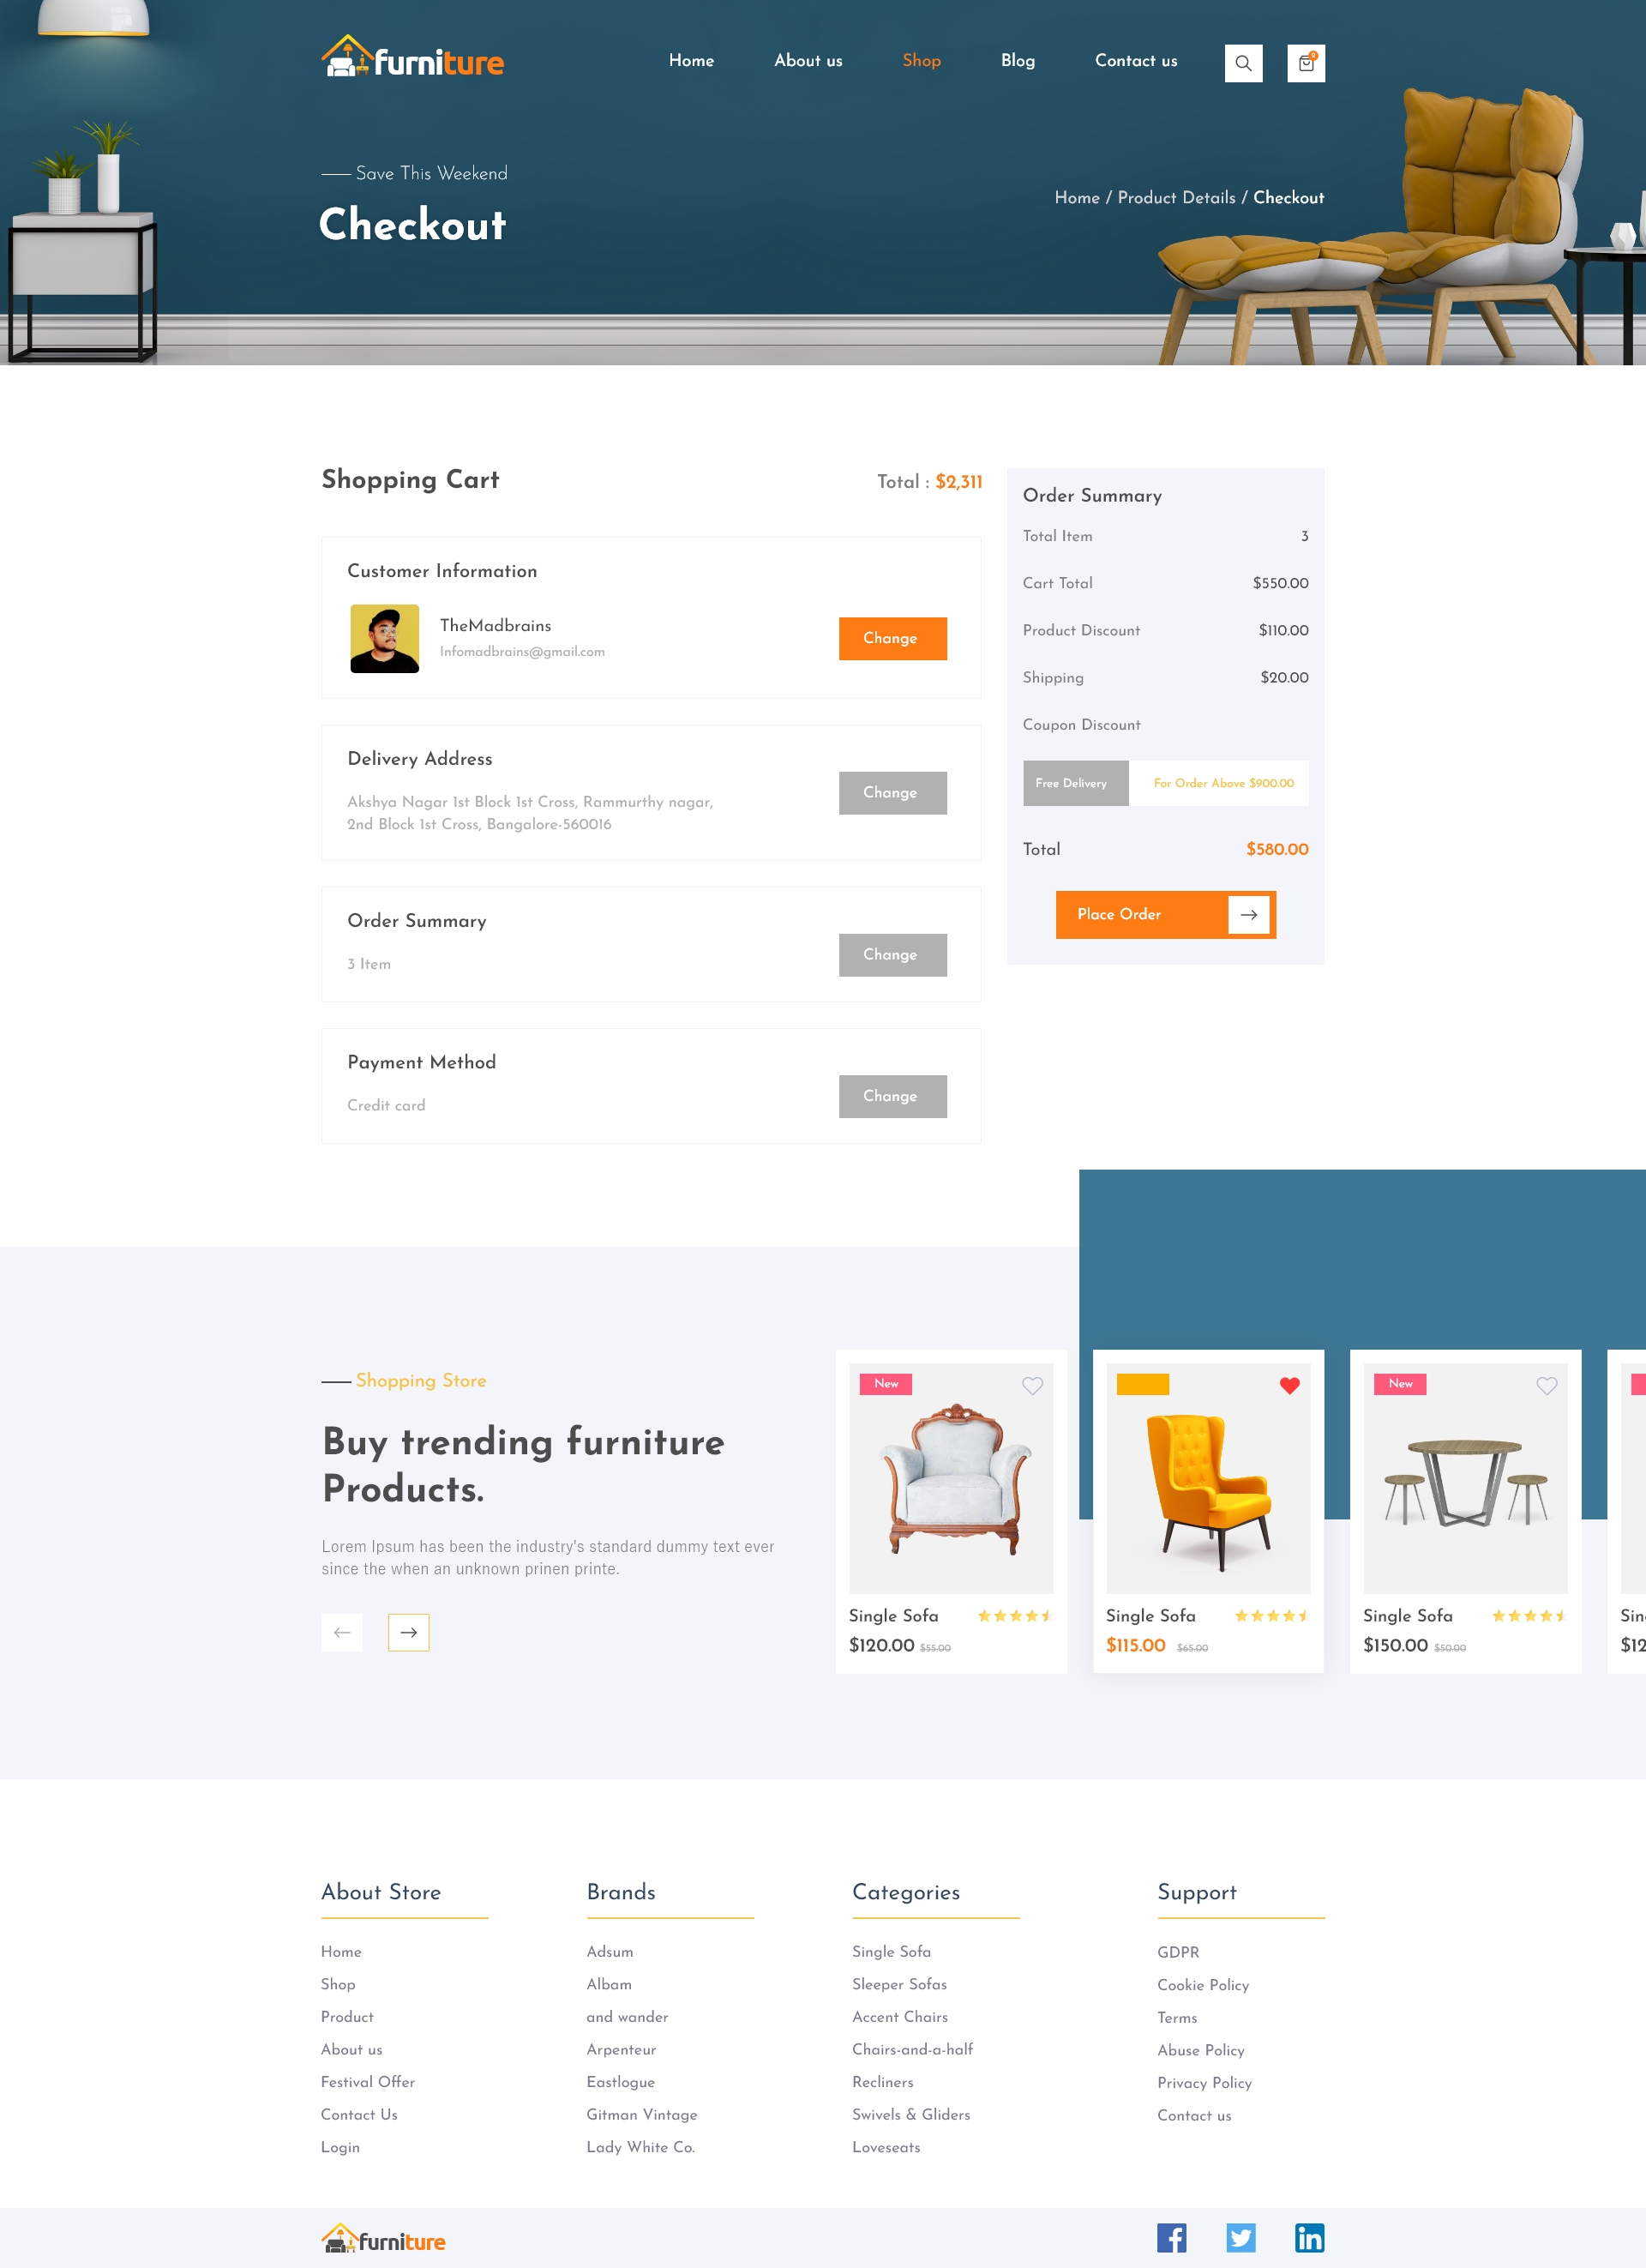 furniture
Home
About us
Shop
Blog
Contact us
Save This Weekend
Checkout
Home / Product Details / Checkout
Shopping Cart
Total : $2,311
Customer Information
TheMadbrains
Infomadbrains@gmail.com
Change
Delivery Address
Akshya Nagar 1st Block 1st Cross, Rammurthy nagar,
2nd Block 1st Cross, Bangalore-560016
Change
Order Summary
3 Item
Change
Payment Method
Credit card
Change
Order Summary
Total Item 3
Cart Total $550.00
Product Discount $110.00
Shipping $20.00
Coupon Discount
Free Delivery For Order Above $900.00
Total $580.00
Place Order
Shopping Store
Buy trending furniture
Products.
Lorem Ipsum has been the industry's standard dummy text ever
since the when an unknown prinen printe.
New
Single Sofa
$120.00 $55.00
Single Sofa
$115.00 $65.00
New
Single Sofa
$150.00 $50.00
Sin
$12
About Store
Home
Shop
Product
About us
Festival Offer
Contact Us
Login
Brands
Adsum
Albam
and wander
Arpenteur
Eastlogue
Gitman Vintage
Lady White Co.
Categories
Single Sofa
Sleeper Sofas
Accent Chairs
Chairs-and-a-half
Recliners
Swivels & Gliders
Loveseats
Support
GDPR
Cookie Policy
Terms
Abuse Policy
Privacy Policy
Contact us
furniture